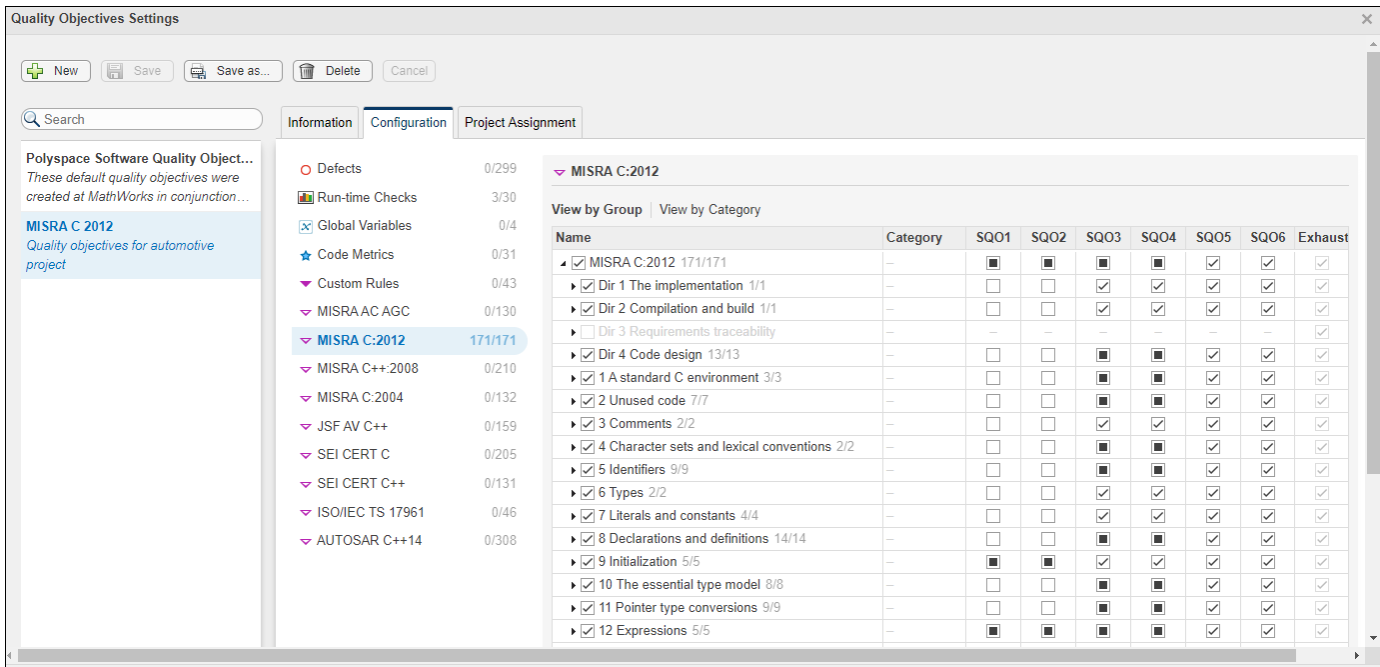 Quality Objectives Settings
New Save Save as... Delete Cancel
Search
Information Configuration Project Assignment
Polyspace Software Quality Object...
These default quality objectives were
created at MathWorks in conjunction...
MISRA C 2012
Quality objectives for automotive
project
Defects 0/299
Run-time Checks 3/30
Global Variables 0/4
Code Metrics 0/31
Custom Rules 0/43
MISRA AC AGC 0/130
MISRA C:2012 171/171
MISRA C++:2008 0/210
MISRA C:2004 0/132
JSF AV C++ 0/159
SEI CERT C 0/205
SEI CERT C++ 0/131
ISO/IEC TS 17961 0/46
AUTOSAR C++14 0/308
MISRA C:2012
View by Group View by Category
Name Category SQO1 SQO2 SQO3 SQO4 SQO5 SQO6 Exhaust
MISRA C:2012 171/171 –
Dir 1 The implementation 1/1 –
Dir 2 Compilation and build 1/1 –
Dir 3 Requirements traceability – – – – – – –
Dir 4 Code design 13/13 –
1 A standard C environment 3/3 –
2 Unused code 7/7 –
3 Comments 2/2 –
4 Character sets and lexical conventions 2/2 –
5 Identifiers 9/9 –
6 Types 2/2 –
7 Literals and constants 4/4 –
8 Declarations and definitions 14/14 –
9 Initialization 5/5 –
10 The essential type model 8/8 –
11 Pointer type conversions 9/9 –
12 Expressions 5/5 –